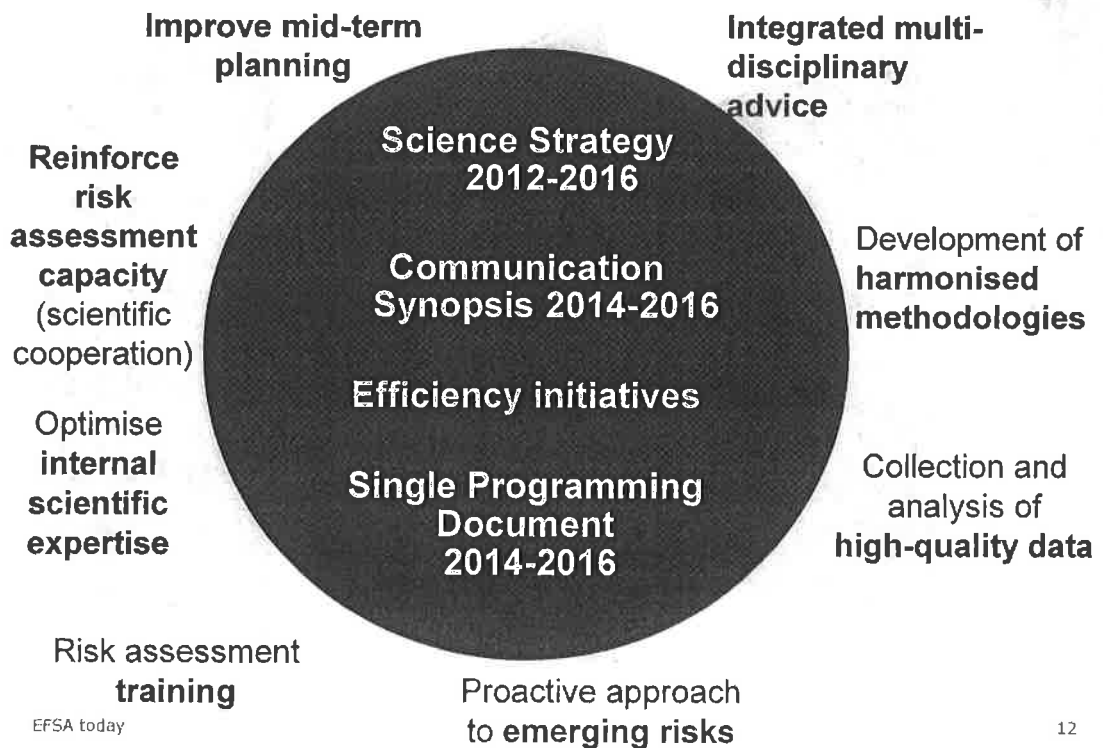 Improve mid-term
planning
Integrated multi-
disciplinary
advice
Science Strategy
2012-2016
Reinforce
risk
assessment
capacity
(scientific
cooperation)
Communication
Synopsis 2014-2016
Development of
harmonised
methodologies
Efficiency initiatives
Optimise
internal
scientific
expertise
Single Programming
Document
2014-2016
Collection and
analysis of
high-quality data
Risk assessment
training
Proactive approach
to emerging risks
EFSA today
12